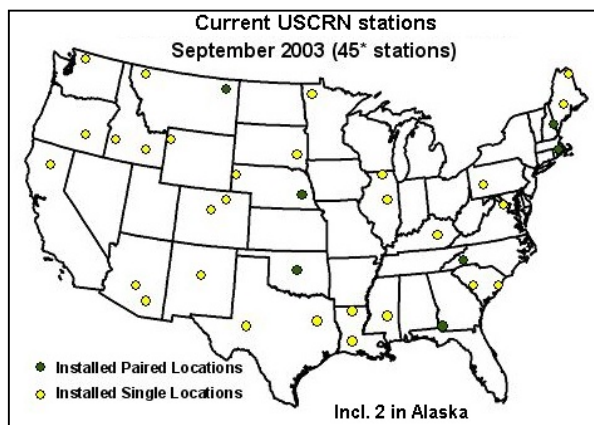 Current USCRN stations
September 2003 (45* stations)
Installed Paired Locations
Installed Single Locations
Incl. 2 in Alaska